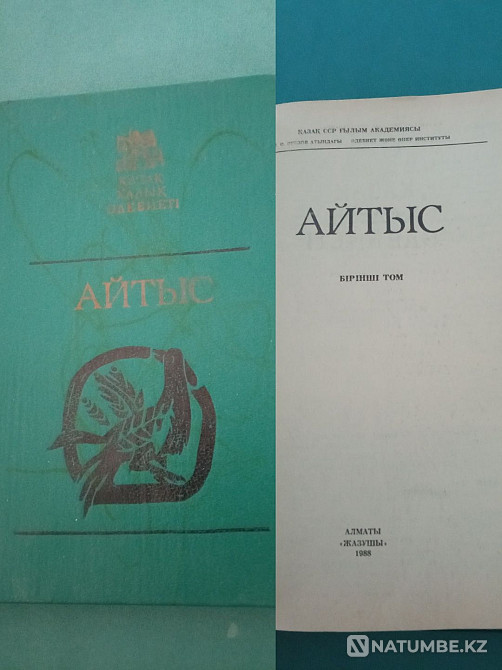 ҚАЗАҚ
ХАЛЫҚ
ӘДЕБИЕТІ
АЙТЫС
ҚАЗАҚ ССР ҒЫЛЫМ АКАДЕМИЯСЫ
АТЫНДАҒЫ ӘДЕБИЕТ ЖӘНЕ ӨНЕР ИНСТИТУТЫ
АЙТЫС
БІРІНШІ ТОМ
АЛМАТЫ
«ЖАЗУШЫ»
1988
NATUMBE.KZ